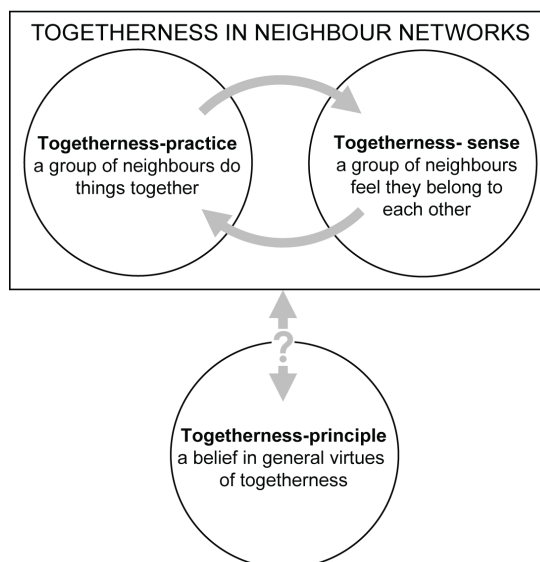 TOGETHERNESS IN NEIGHBOUR NETWORKS
Togetherness-practice
a group of neighbours do
things together
Togetherness- sense
a group of neighbours
feel they belong to
each other
?
Togetherness-principle
a belief in general virtues
of togetherness